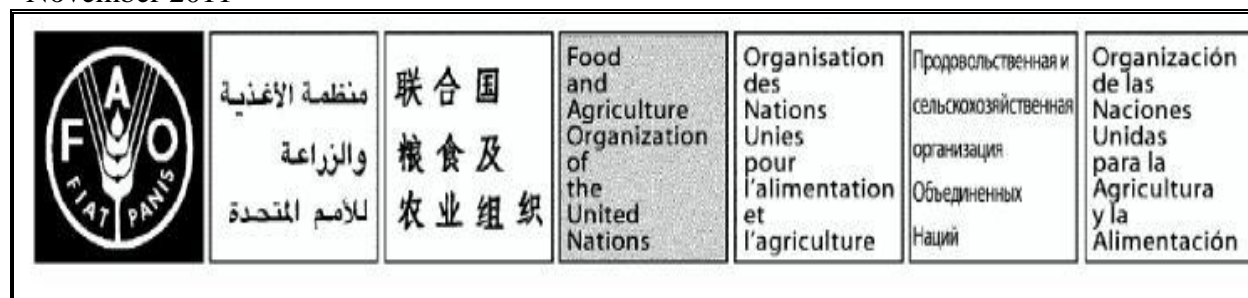 November 2011
F A O
FIAT PANIS
منظمة الأغذية
والزراعة
للأمم المتحدة
联合国
粮食及
农业组织
Food
and
Agriculture
Organization
of
the
United
Nations
Organisation
des
Nations
Unies
pour
l'alimentation
et
l'agriculture
Продовольственная и
сельскохозяйственная
организация
Объединенных
Наций
Organización
de las
Naciones
Unidas
para la
Agricultura
y la
Alimentación